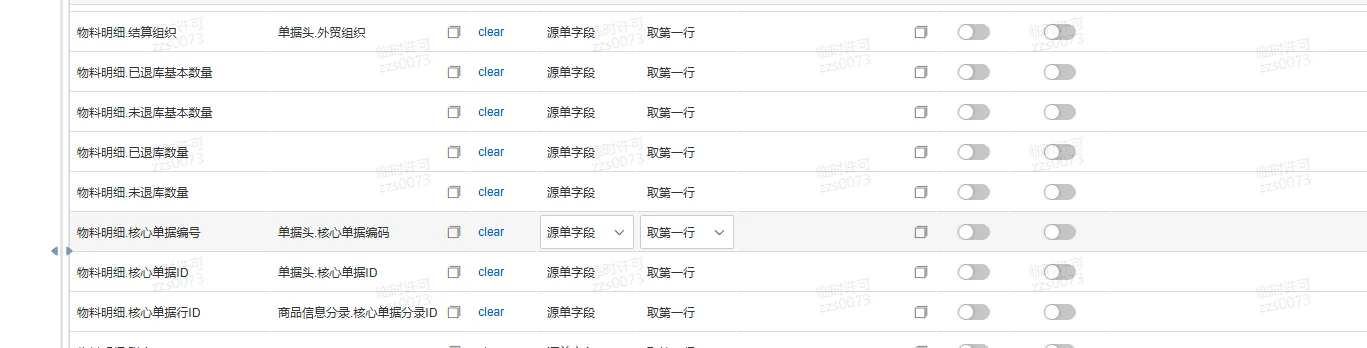 物料明细.结算组织 单据头.外贸组织 clear 源单字段 取第一行
物料明细.已退库基本数量 clear 源单字段 取第一行
物料明细.未退库基本数量 clear 源单字段 取第一行
物料明细.已退库数量 clear 源单字段 取第一行
物料明细.未退库数量 clear 源单字段 取第一行
物料明细.核心单据编号 单据头.核心单据编码 clear 源单字段 取第一行
物料明细.核心单据ID 单据头.核心单据ID clear 源单字段 取第一行
物料明细.核心单据行ID 商品信息分录.核心单据分录ID clear 源单字段 取第一行
临时许可
zzs0073